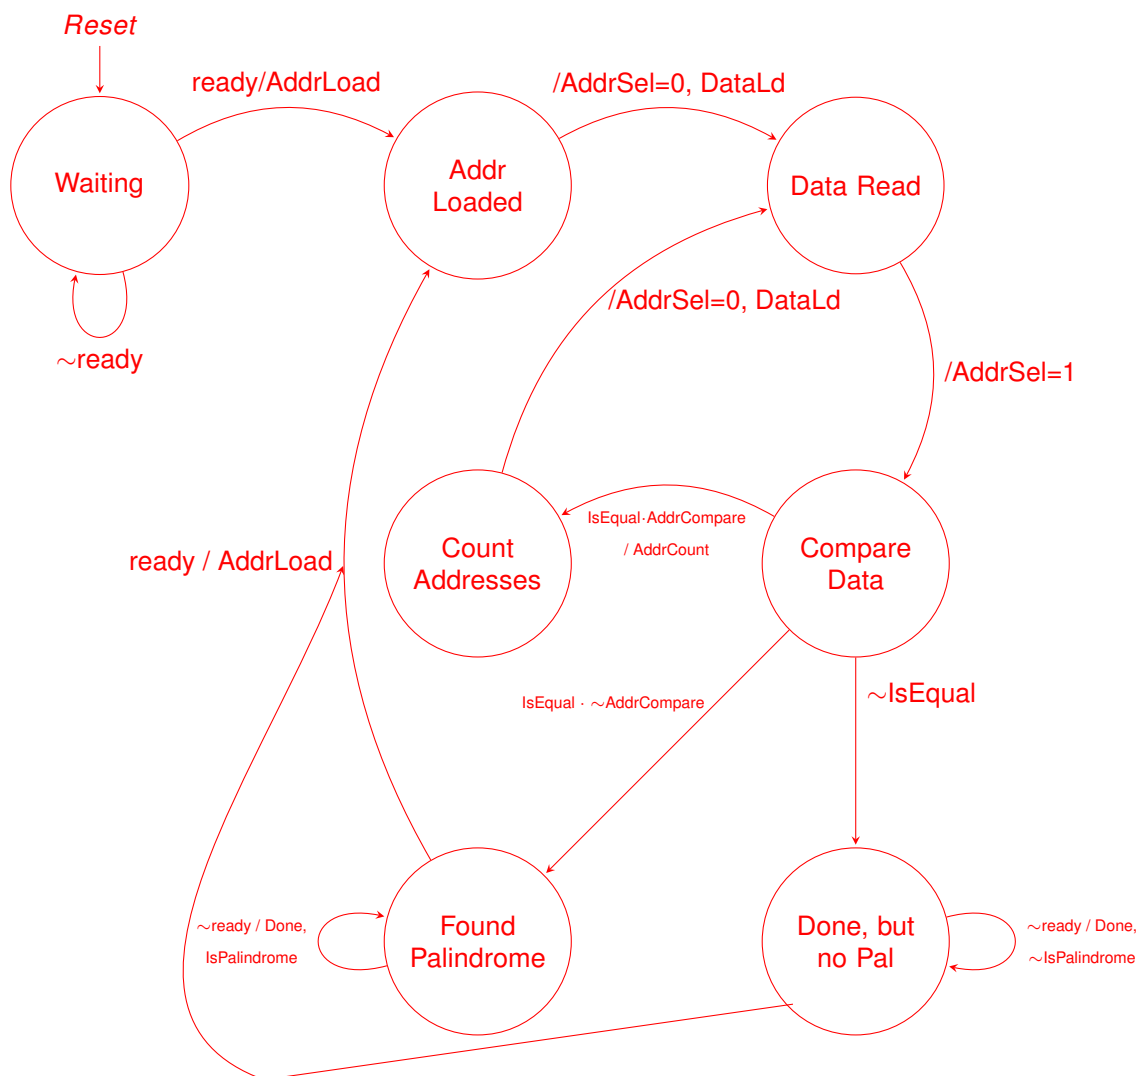 Reset
ready/AddrLoad
/AddrSel=0, DataLd
Waiting
Addr
Loaded
Data Read
~ready
/AddrSel=0, DataLd
/AddrSel=1
IsEqual·AddrCompare
/ AddrCount
Count
Addresses
Compare
Data
ready / AddrLoad
IsEqual · ~AddrCompare
~IsEqual
~ready / Done,
IsPalindrome
Found
Palindrome
Done, but
no Pal
~ready / Done,
~IsPalindrome